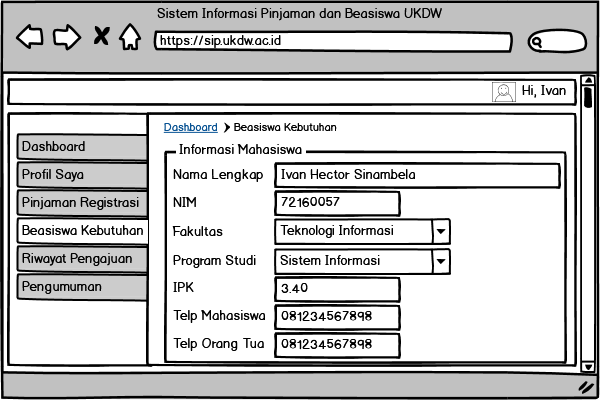 Sistem Informasi Pinjaman dan Beasiswa UKDW
https://sip.ukdw.ac.id
Hi, Ivan
Dashboard
Profil Saya
Pinjaman Registrasi
Beasiswa Kebutuhan
Riwayat Pengajuan
Pengumuman
Dashboard > Beasiswa Kebutuhan
Informasi Mahasiswa
Nama Lengkap Ivan Hector Sinambela
NIM 72160057
Fakultas Teknologi Informasi
Program Studi Sistem Informasi
IPK 3.40
Telp Mahasiswa 081234567898
Telp Orang Tua 081234567898